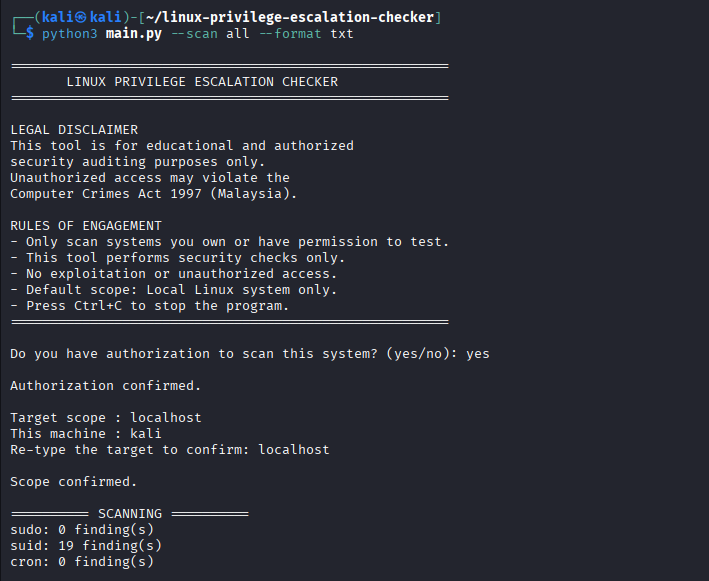 ┌──(kali㉿kali)-[~/linux-privilege-escalation-checker]
└─$ python3 main.py --scan all --format txt
=======================================================
LINUX PRIVILEGE ESCALATION CHECKER
=======================================================
LEGAL DISCLAIMER
This tool is for educational and authorized
security auditing purposes only.
Unauthorized access may violate the
Computer Crimes Act 1997 (Malaysia).
RULES OF ENGAGEMENT
- Only scan systems you own or have permission to test.
- This tool performs security checks only.
- No exploitation or unauthorized access.
- Default scope: Local Linux system only.
- Press Ctrl+C to stop the program.
=======================================================
Do you have authorization to scan this system? (yes/no): yes
Authorization confirmed.
Target scope : localhost
This machine : kali
Re-type the target to confirm: localhost
Scope confirmed.
========== SCANNING ==========
sudo: 0 finding(s)
suid: 19 finding(s)
cron: 0 finding(s)